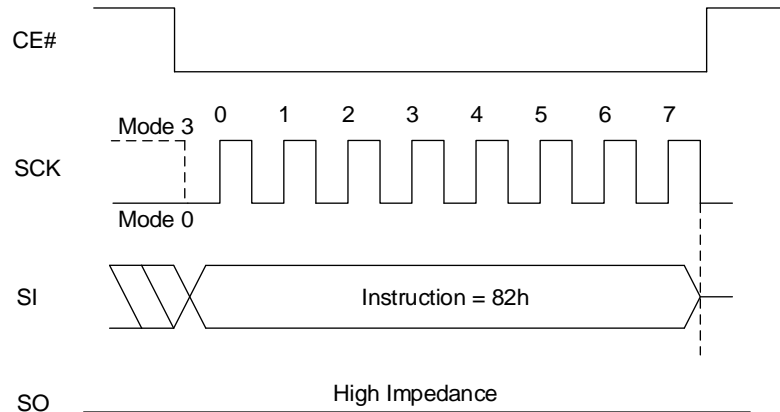 CE#
0 1 2 3 4 5 6 7
Mode 3
SCK
Mode 0
SI
Instruction = 82h
High Impedance
SO